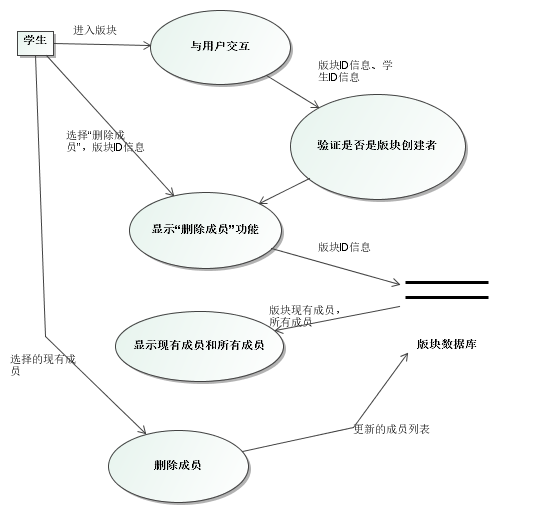 进入版块
学生
与用户交互
版块ID信息、学
生ID信息
选择“删除成
员”，版块ID信息
验证是否是版块创建者
显示“删除成员”功能
版块ID信息
版块现有成员，
所有成员
显示现有成员和所有成员
版块数据库
选择的现有成
员
更新的成员列表
删除成员